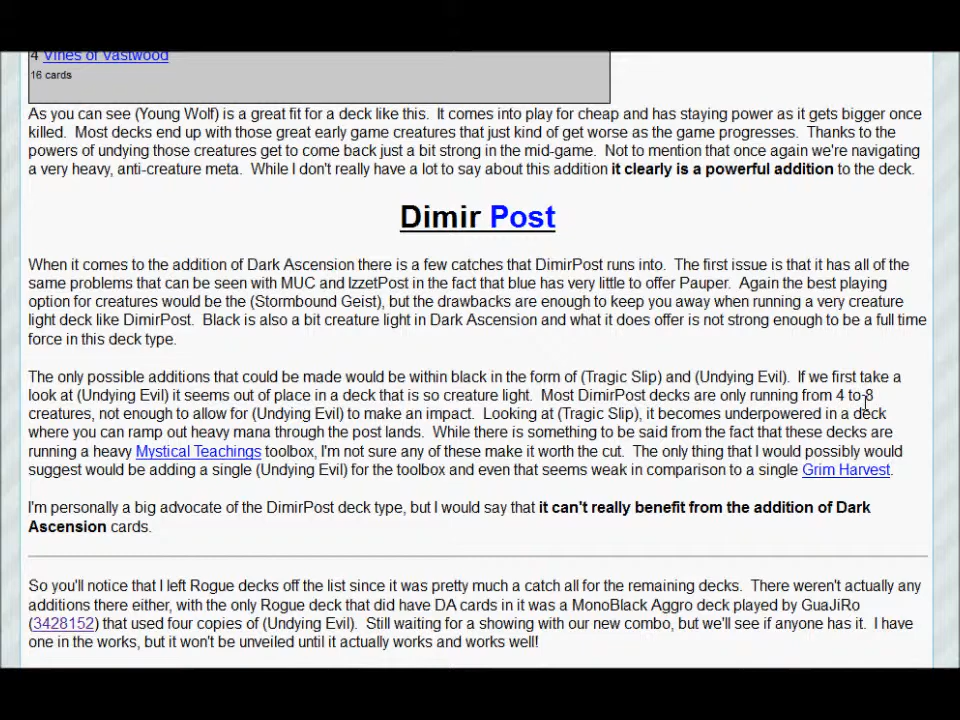 4 Vines of Vastwood
16 cards
As you can see (Young Wolf) is a great fit for a deck like this.  It comes into play for cheap and has staying power as it gets bigger once
killed.  Most decks end up with those great early game creatures that just kind of get worse as the game progresses.  Thanks to the
powers of undying those creatures get to come back just a bit strong in the mid-game.  Not to mention that once again we're navigating
a very heavy, anti-creature meta.  While I don't really have a lot to say about this addition it clearly is a powerful addition to the deck.
Dimir Post
When it comes to the addition of Dark Ascension there is a few catches that DimirPost runs into.  The first issue is that it has all of the
same problems that can be seen with MUC and IzzetPost in the fact that blue has very little to offer Pauper.  Again the best playing
option for creatures would be the (Stormbound Geist), but the drawbacks are enough to keep you away when running a very creature
light deck like DimirPost.  Black is also a bit creature light in Dark Ascension and what it does offer is not strong enough to be a full time
force in this deck type.
The only possible additions that could be made would be within black in the form of (Tragic Slip) and (Undying Evil).  If we first take a
look at (Undying Evil) it seems out of place in a deck that is so creature light.  Most DimirPost decks are only running from 4 to 8
creatures, not enough to allow for (Undying Evil) to make an impact.  Looking at (Tragic Slip), it becomes underpowered in a deck
where you can ramp out heavy mana through the post lands.  While there is something to be said from the fact that these decks are
running a heavy Mystical Teachings toolbox, I'm not sure any of these make it worth the cut.  The only thing that I would possibly would
suggest would be adding a single (Undying Evil) for the toolbox and even that seems weak in comparison to a single Grim Harvest.
I'm personally a big advocate of the DimirPost deck type, but I would say that it can't really benefit from the addition of Dark
Ascension cards.
So you'll notice that I left Rogue decks off the list since it was pretty much a catch all for the remaining decks.  There weren't actually any
additions there either, with the only Rogue deck that did have DA cards in it was a MonoBlack Aggro deck played by GuaJiRo
(3428152) that used four copies of (Undying Evil).  Still waiting for a showing with our new combo, but we'll see if anyone has it.  I have
one in the works, but it won't be unveiled until it actually works and works well!